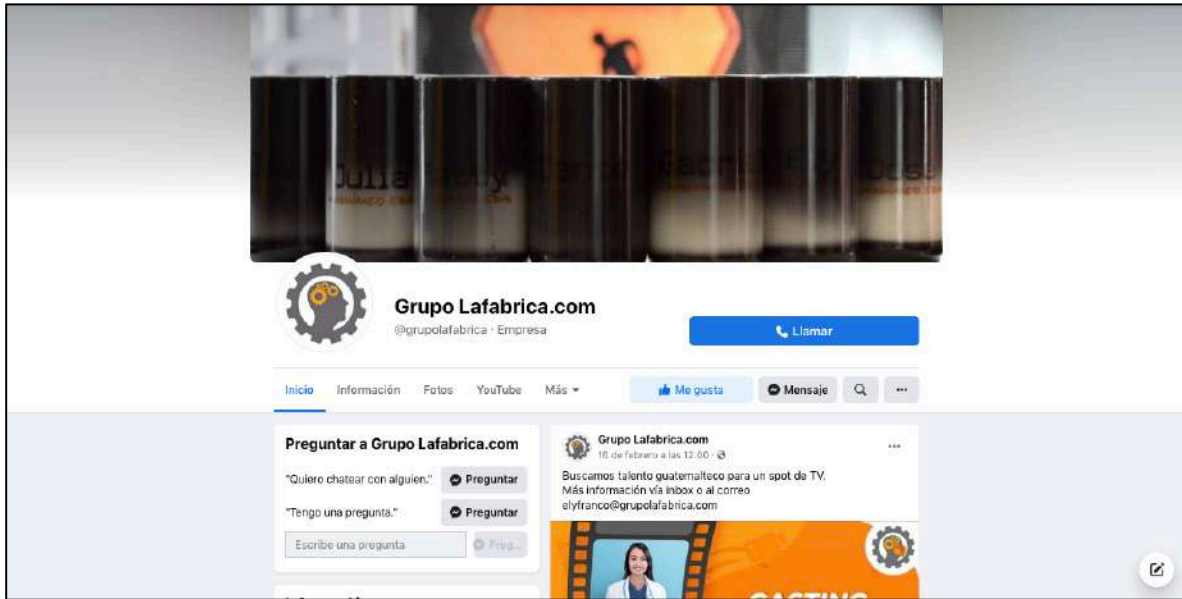 Julia
Grupo Lafabrica.com
@grupolafabrica · Empresa
Llamar
Inicio Información Fotos YouTube Más
Me gusta Mensaje
Preguntar a Grupo Lafabrica.com
"Quiero chatear con alguien." Preguntar
"Tengo una pregunta." Preguntar
Escribe una pregunta
Grupo Lafabrica.com
16 de febrero a las 12:00
Buscamos talento guatemalteco para un spot de TV.
Más información vía inbox o al correo
elyfranco@grupolafabrica.com
CASTING